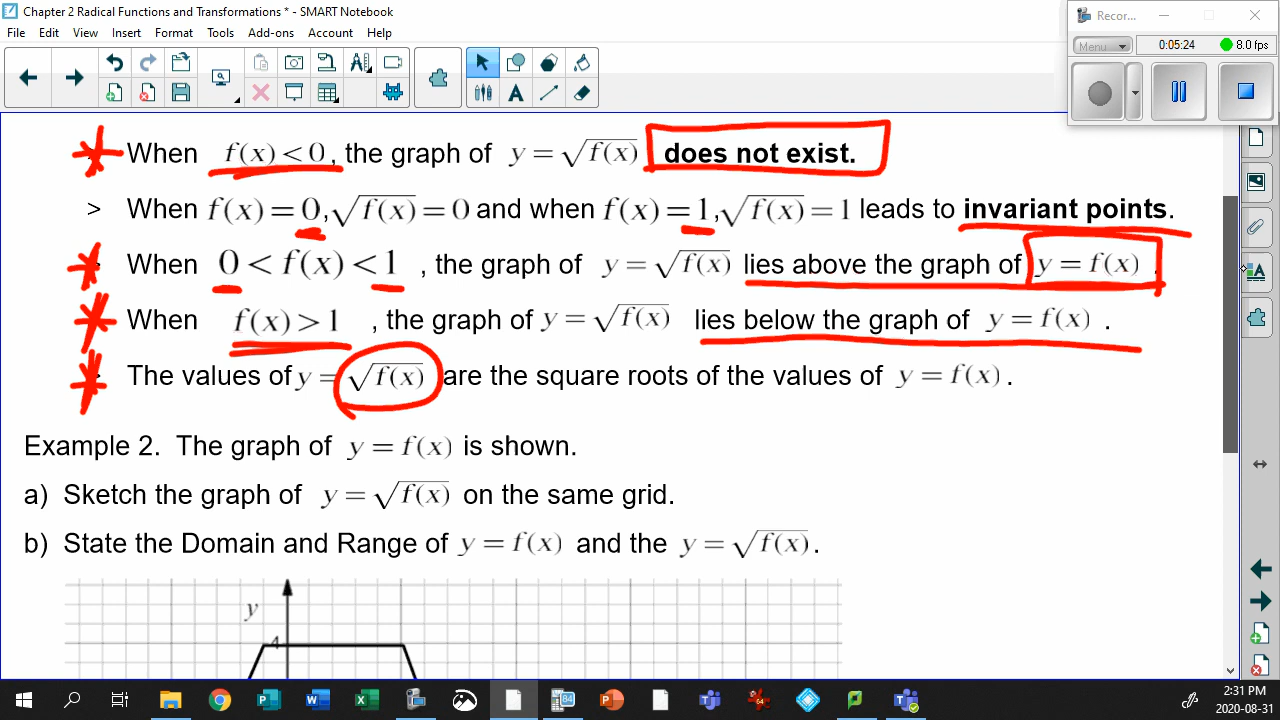 Chapter 2 Radical Functions and Transformations * - SMART Notebook
File Edit View Insert Format Tools Add-ons Account Help
Recor...
Menu 00:05:24 8.0 fps
When f(x)<0, the graph of y=√f(x) does not exist.
> When f(x)=0,√f(x)=0 and when f(x)=1,√f(x)=1 leads to invariant points.
When 0<f(x)<1 , the graph of y=√f(x) lies above the graph of y=f(x) .
When f(x)>1 , the graph of y=√f(x) lies below the graph of y=f(x) .
The values of y=√f(x) are the square roots of the values of y=f(x).
Example 2. The graph of y=f(x) is shown.
a) Sketch the graph of y=√f(x) on the same grid.
b) State the Domain and Range of y=f(x) and the y=√f(x).
y
4
2:31 PM
2020-08-31